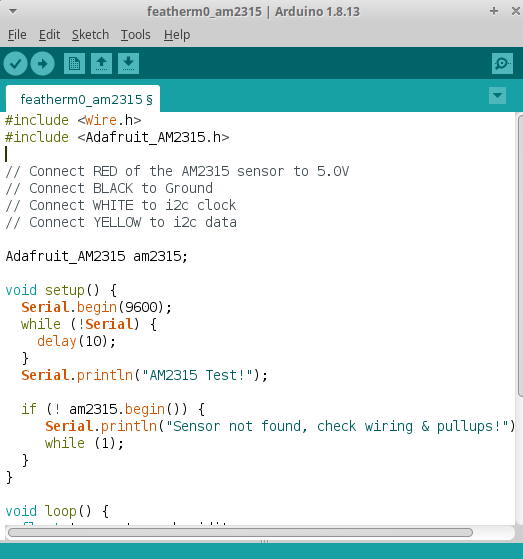 featherm0_am2315 | Arduino 1.8.13
File Edit Sketch Tools Help
featherm0_am2315 §
#include <Wire.h>
#include <Adafruit_AM2315.h>
// Connect RED of the AM2315 sensor to 5.0V
// Connect BLACK to Ground
// Connect WHITE to i2c clock
// Connect YELLOW to i2c data
Adafruit_AM2315 am2315;
void setup() {
Serial.begin(9600);
while (!Serial) {
delay(10);
}
Serial.println("AM2315 Test!");
if (! am2315.begin()) {
Serial.println("Sensor not found, check wiring & pullups!")
while (1);
}
}
void loop() {